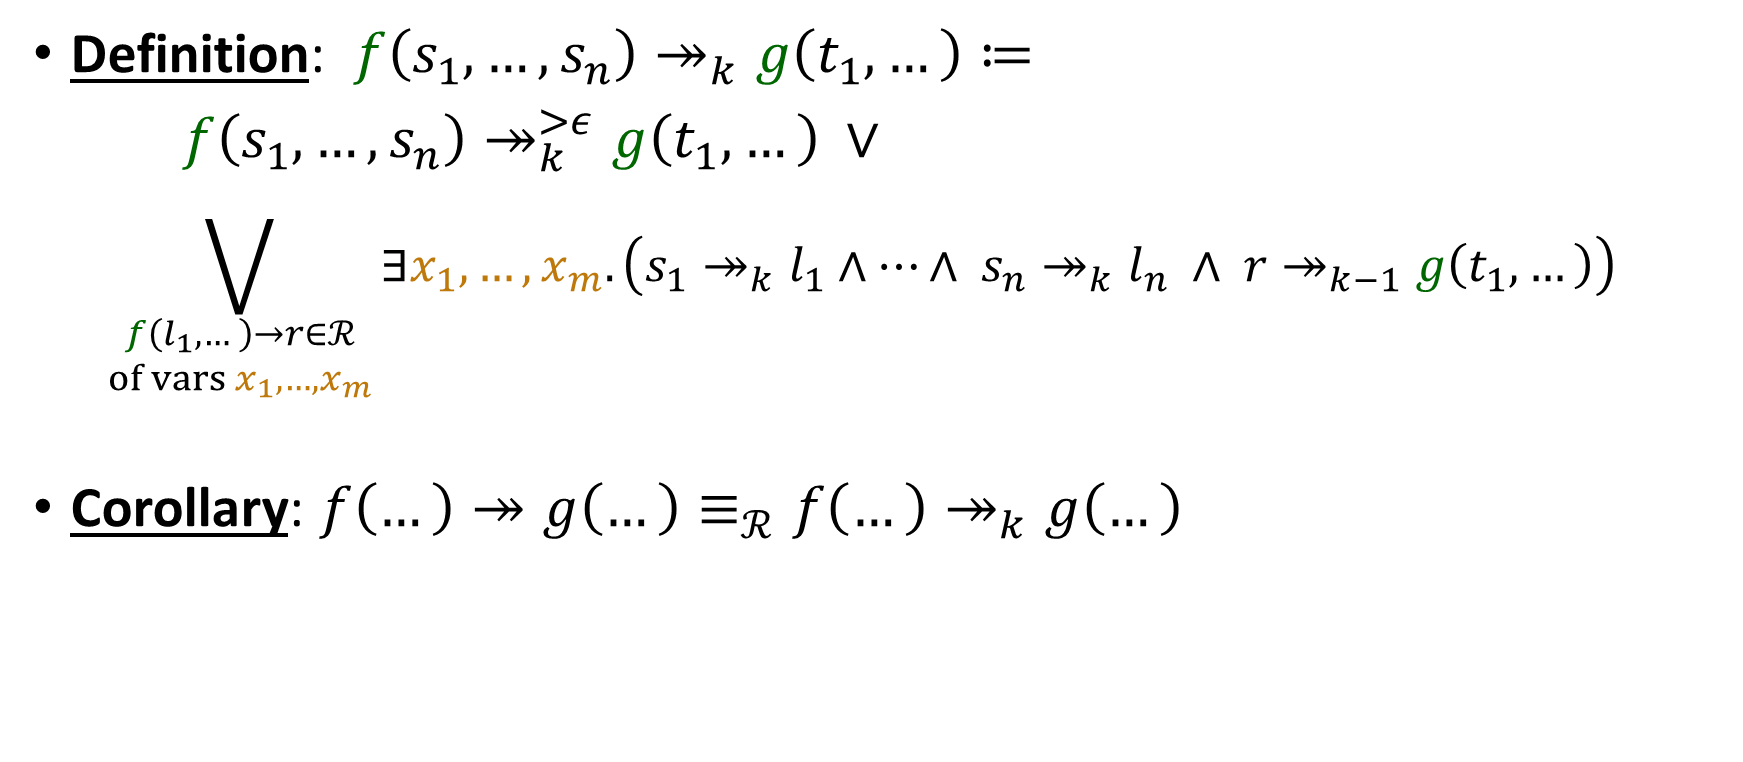 • Definition: f(s₁, … , sₙ) ↠ₖ g(t₁, … ) ≔
f(s₁, … , sₙ) ↠ₖ^{>ϵ} g(t₁, … ) ∨
⋁ ∃x₁, … , xₘ. (s₁ ↠ₖ l₁ ∧ ⋯ ∧ sₙ ↠ₖ lₙ ∧ r ↠ₖ₋₁ g(t₁, … ))
f(l₁,… )→r∈ℛ
of vars x₁,…,xₘ
• Corollary: f(… ) ↠ g(… ) ≡_ℛ f(… ) ↠ₖ g(… )